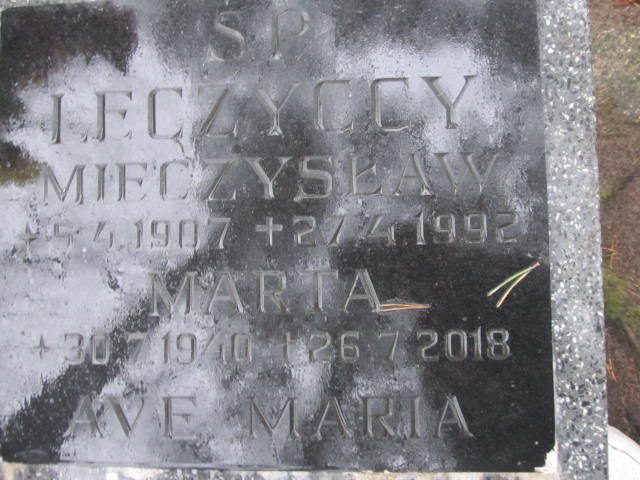 ŚP
ŁĘCZYCCY
MIECZYSŁAW
*5.4.1907 +27.4.1992
MARTA
*30.7.1940 +26.7.2018
AVE MARIA